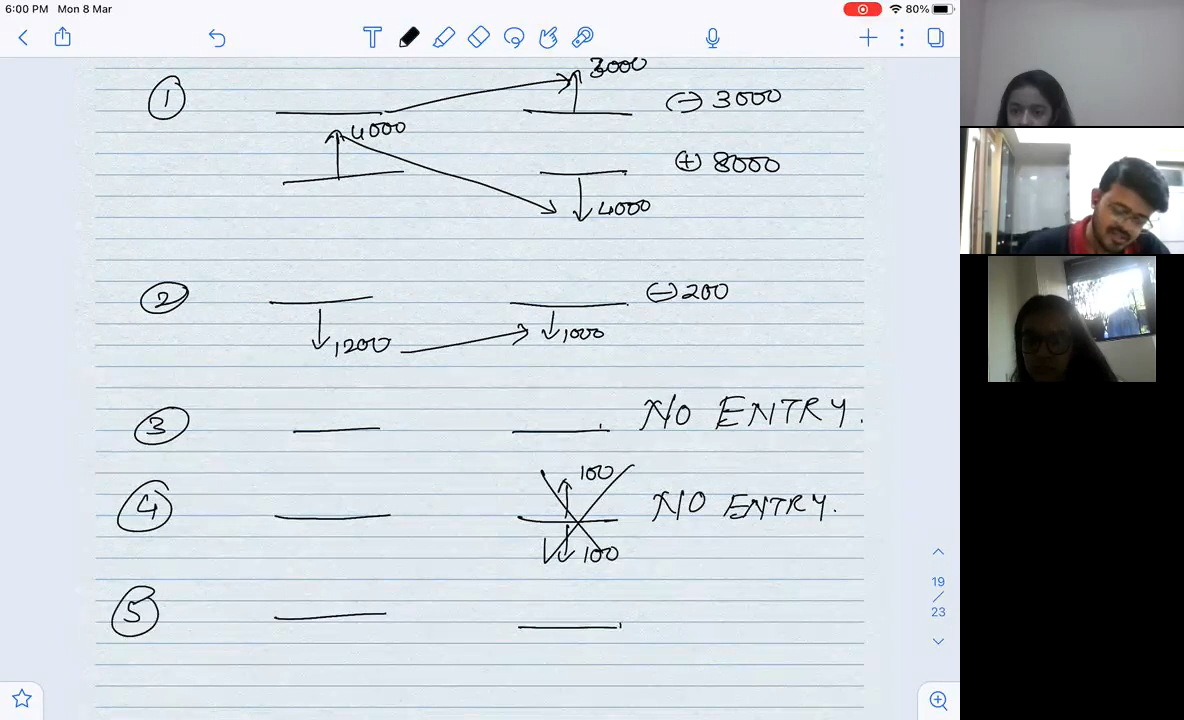 6:00 PM Mon 8 Mar 80%
T
3000
① ⊖ 3000
4000
⊕ 8000
4000
② ⊖ 200
1200 1000
③ NO ENTRY.
100
④ NO ENTRY.
100
19
/
23
⑤